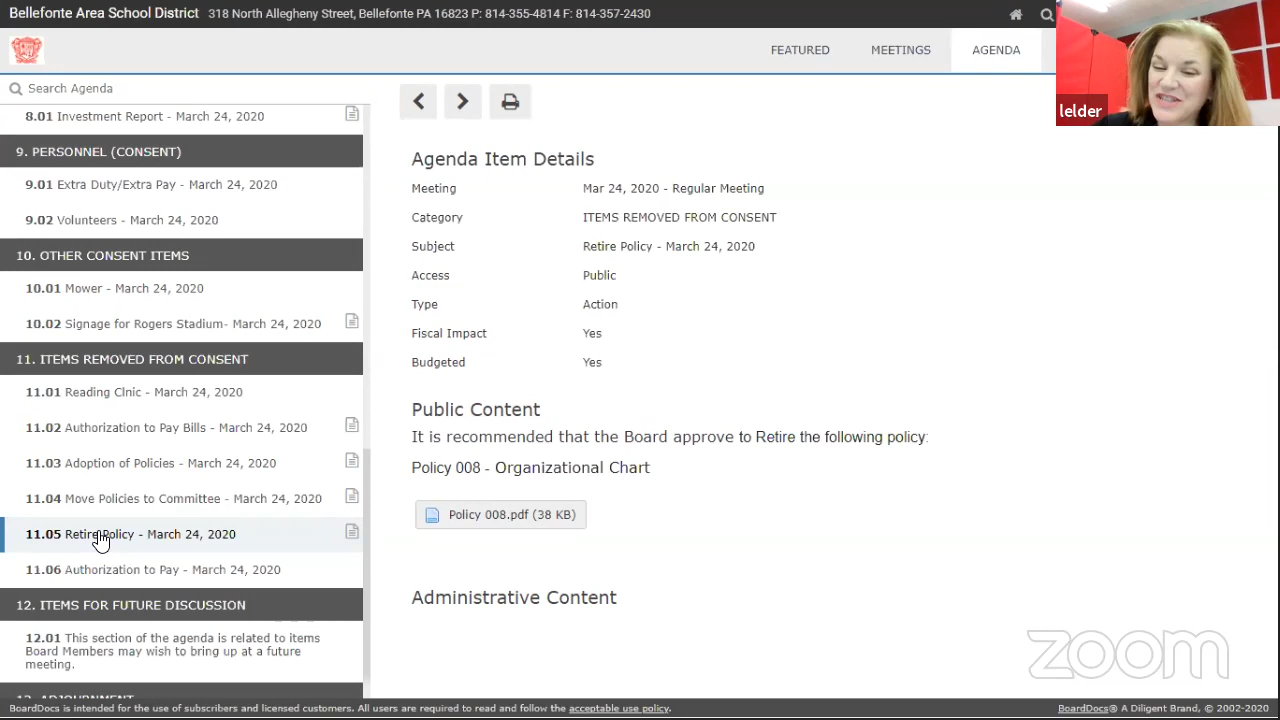 Bellefonte Area School District 318 North Allegheny Street, Bellefonte PA 16823 P: 814-355-4814 F: 814-357-2430
FEATURED MEETINGS AGENDA
lelder
Search Agenda
8.01 Investment Report - March 24, 2020
9. PERSONNEL (CONSENT)
9.01 Extra Duty/Extra Pay - March 24, 2020
9.02 Volunteers - March 24, 2020
10. OTHER CONSENT ITEMS
10.01 Mower - March 24, 2020
10.02 Signage for Rogers Stadium- March 24, 2020
11. ITEMS REMOVED FROM CONSENT
11.01 Reading Clnic - March 24, 2020
11.02 Authorization to Pay Bills - March 24, 2020
11.03 Adoption of Policies - March 24, 2020
11.04 Move Policies to Committee - March 24, 2020
11.05 Retire Policy - March 24, 2020
11.06 Authorization to Pay - March 24, 2020
12. ITEMS FOR FUTURE DISCUSSION
12.01 This section of the agenda is related to items
Board Members may wish to bring up at a future
meeting.
13. ADJOURNMENT
Agenda Item Details
Meeting Mar 24, 2020 - Regular Meeting
Category ITEMS REMOVED FROM CONSENT
Subject Retire Policy - March 24, 2020
Access Public
Type Action
Fiscal Impact Yes
Budgeted Yes
Public Content
It is recommended that the Board approve to Retire the following policy:
Policy 008 - Organizational Chart
Policy 008.pdf (38 KB)
Administrative Content
zoom
BoardDocs is intended for the use of subscribers and licensed customers. All users are required to read and follow the acceptable use policy.
BoardDocs® A Diligent Brand, © 2002-2020